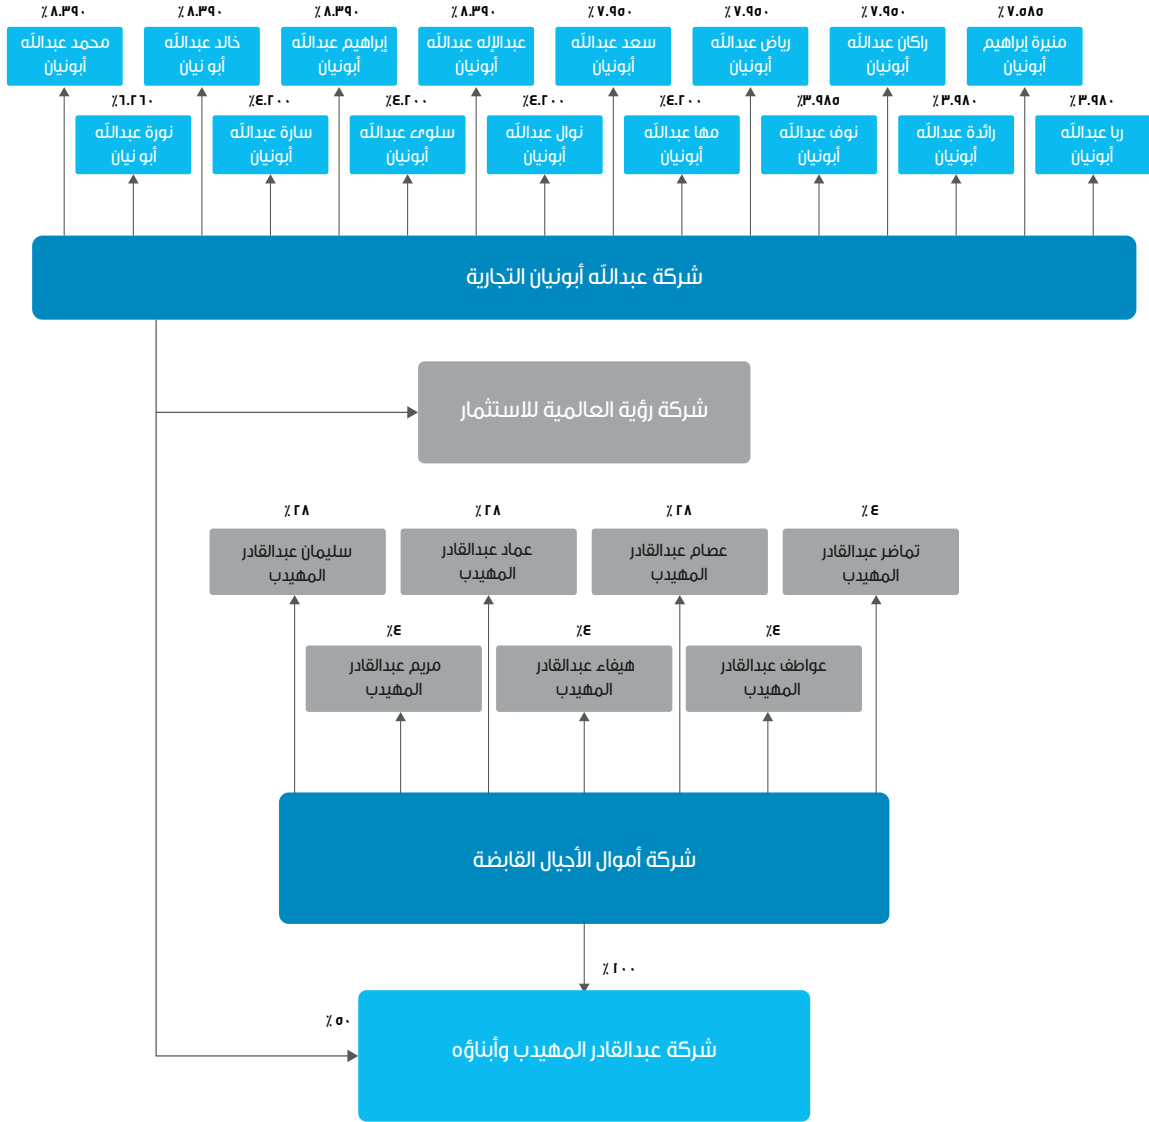 ٪ ٨.٣٩٠
٪ ٨.٣٩٠
٪ ٨.٣٩٠
٪ ٨.٣٩٠
٪ ٧.٩٥٠
٪ ٧.٩٥٠
٪ ٧.٩٥٠
٪ ٧.٥٨٥
محمد عبدالله
أبونيان
خالد عبدالله
أبو نيان
إبراهيم عبدالله
أبونيان
عبدالإله عبدالله
أبونيان
سعد عبدالله
أبونيان
رياض عبدالله
أبونيان
راكان عبدالله
أبونيان
منيرة إبراهيم
أبونيان
٪٦.٢٦٠
٪٤.٢٠٠
٪٤.٢٠٠
٪٤.٢٠٠
٪٤.٢٠٠
٪٣.٩٨٥
٪ ٣.٩٨٠
٪ ٣.٩٨٠
نورة عبدالله
أبو نيان
سارة عبدالله
أبونيان
سلوى عبدالله
أبونيان
نوال عبدالله
أبونيان
مها عبدالله
أبونيان
نوف عبدالله
أبونيان
رائدة عبدالله
أبونيان
ربا عبدالله
أبونيان
شركة عبدالله أبونيان التجارية
شركة رؤية العالمية للاستثمار
٪ ٢٨
٪ ٢٨
٪ ٢٨
٪ ٤
سليمان عبدالقادر
المهيدب
عماد عبدالقادر
المهيدب
عصام عبدالقادر
المهيدب
تماضر عبدالقادر
المهيدب
٪٤
٪٤
٪٤
مريم عبدالقادر
المهيدب
هيفاء عبدالقادر
المهيدب
عواطف عبدالقادر
المهيدب
شركة أموال الأجيال القابضة
٪ ١٠٠
٪ ٥٠
شركة عبدالقادر المهيدب وأبناؤه